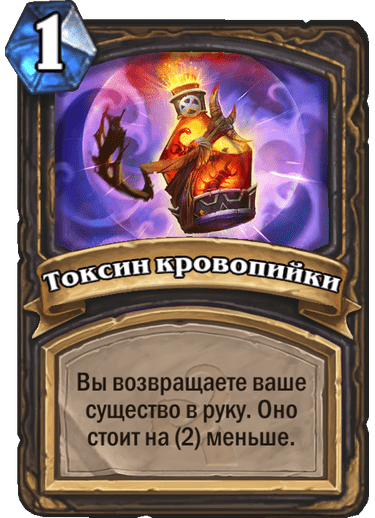 1
Токсин кровопийки
Вы возвращаете ваше
существо в руку. Оно
стоит на (2) меньше.